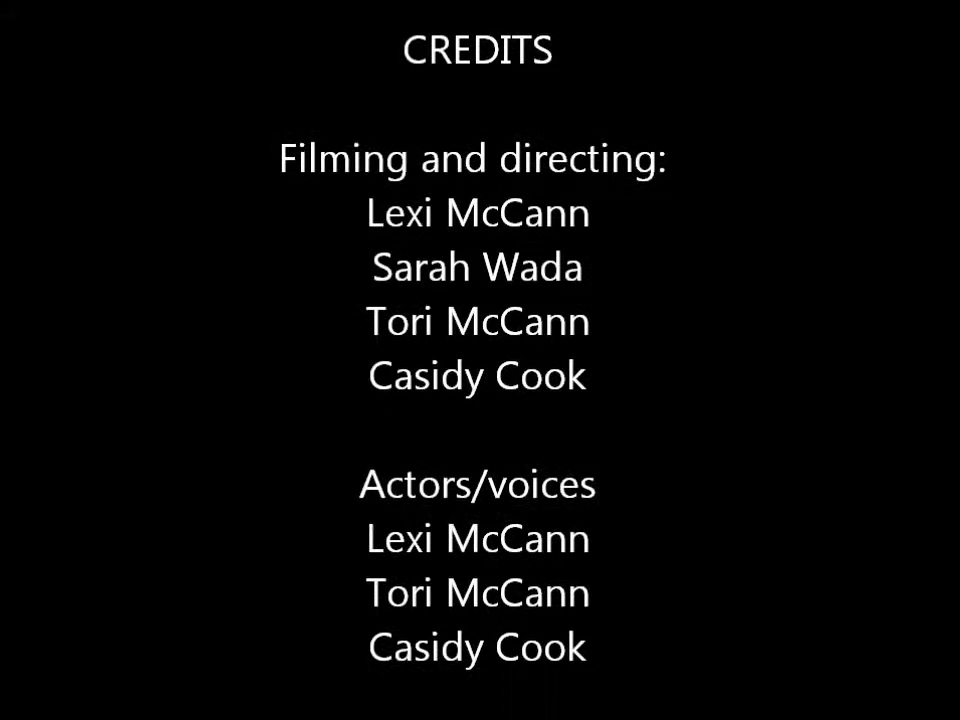 CREDITS
Filming and directing:
Lexi McCann
Sarah Wada
Tori McCann
Casidy Cook
Actors/voices
Lexi McCann
Tori McCann
Casidy Cook